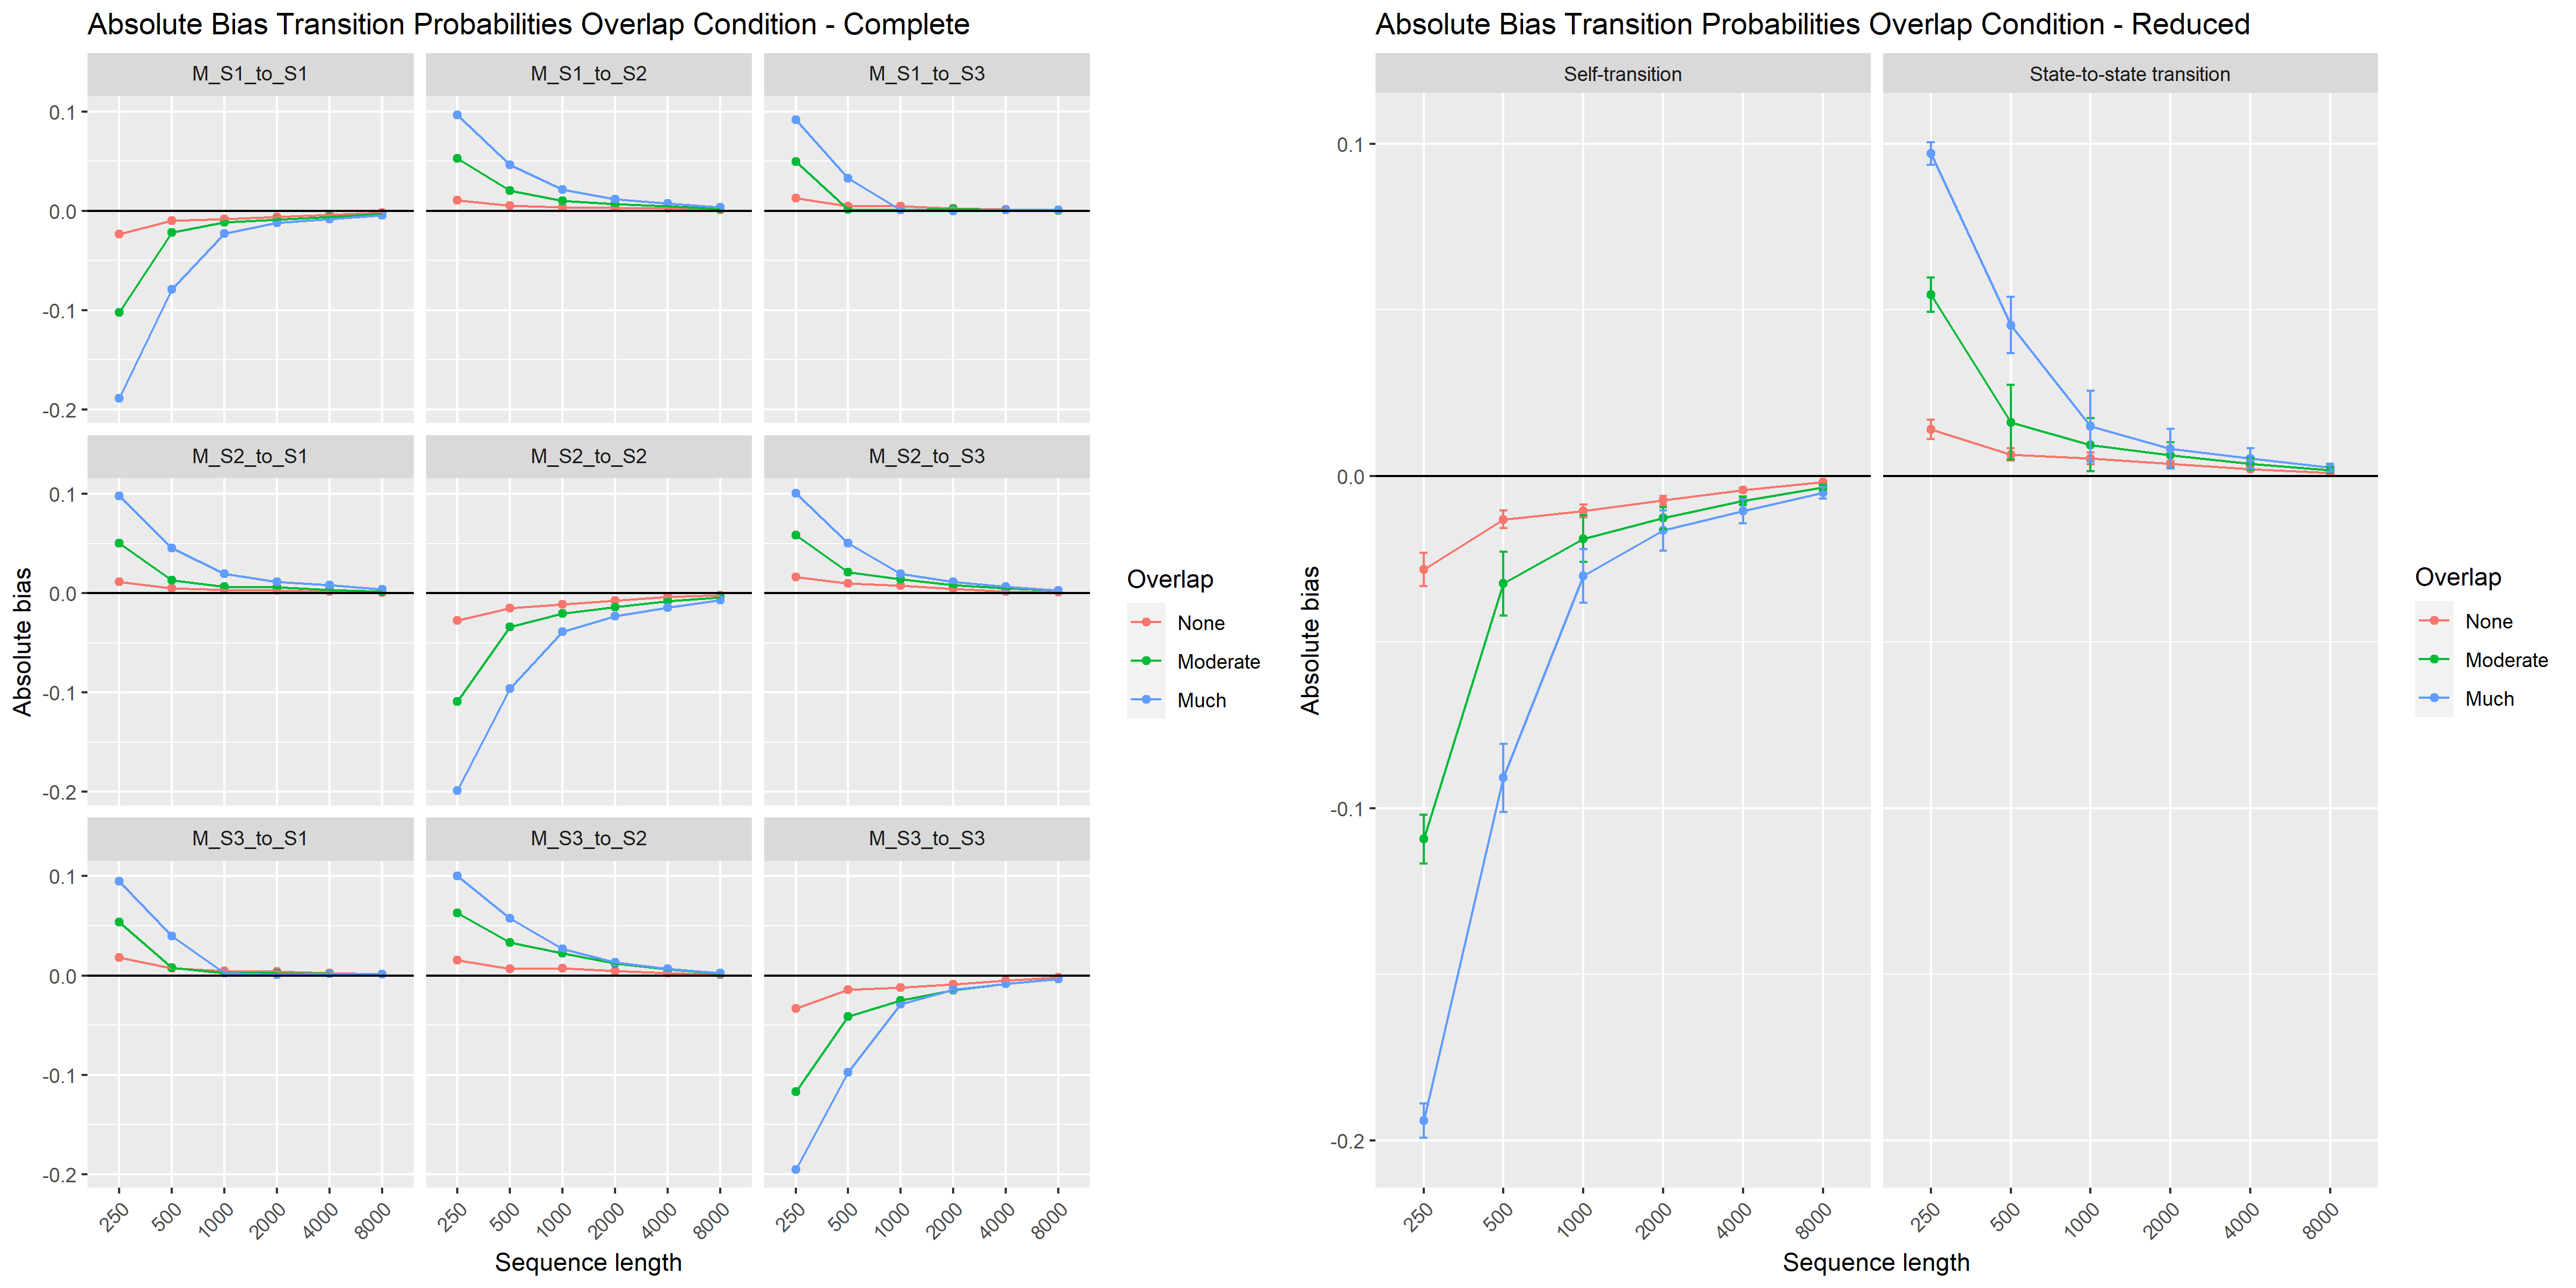 Absolute Bias Transition Probabilities Overlap Condition - Complete
M_S1_to_S1 M_S1_to_S2 M_S1_to_S3
0.1
0.0
-0.1
-0.2
M_S2_to_S1 M_S2_to_S2 M_S2_to_S3
0.1
0.0
-0.1
-0.2
M_S3_to_S1 M_S3_to_S2 M_S3_to_S3
0.1
0.0
-0.1
-0.2
250 500 1000 2000 4000 8000 250 500 1000 2000 4000 8000 250 500 1000 2000 4000 8000
Sequence length
Absolute bias
Overlap
None
Moderate
Much
Absolute Bias Transition Probabilities Overlap Condition - Reduced
Self-transition State-to-state transition
0.1
0.0
-0.1
-0.2
250 500 1000 2000 4000 8000 250 500 1000 2000 4000 8000
Sequence length
Absolute bias
Overlap
None
Moderate
Much